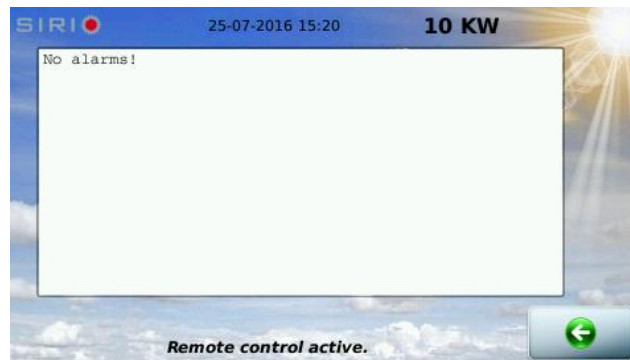 SIRIO 25-07-2016 15:20 10 KW
No alarms!
Remote control active.